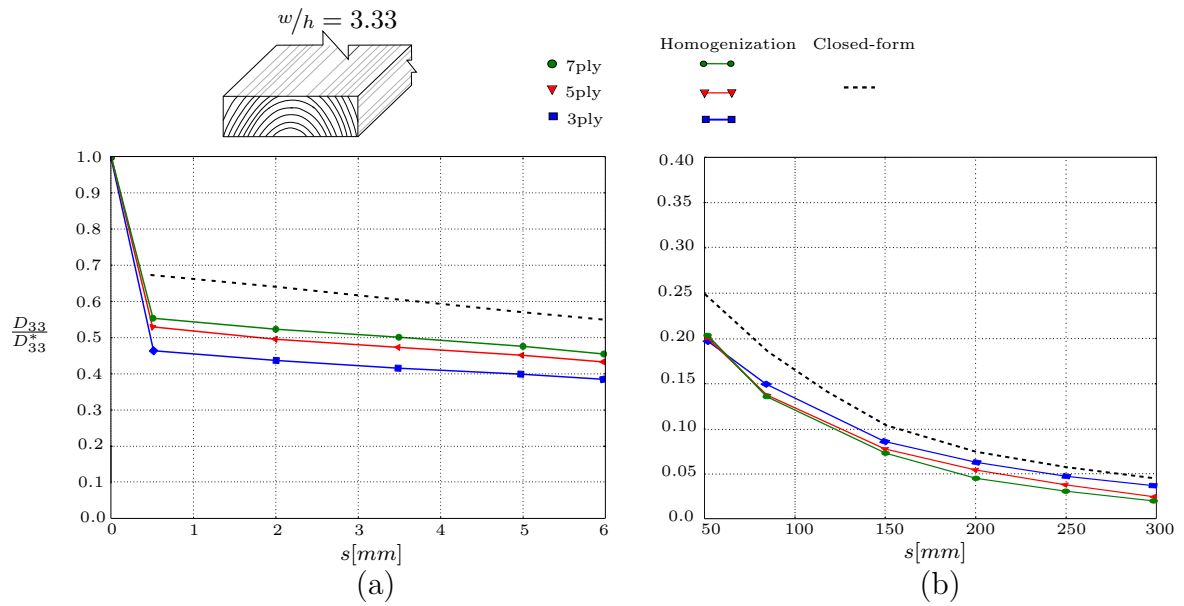 w/h = 3.33
7ply
5ply
3ply
Homogenization Closed-form
D33/D*33
1.0
0.9
0.8
0.7
0.6
0.5
0.4
0.3
0.2
0.1
0.0
0 1 2 3 4 5 6
s[mm]
(a)
0.40
0.35
0.30
0.25
0.20
0.15
0.10
0.05
0.0
50 100 150 200 250 300
s[mm]
(b)